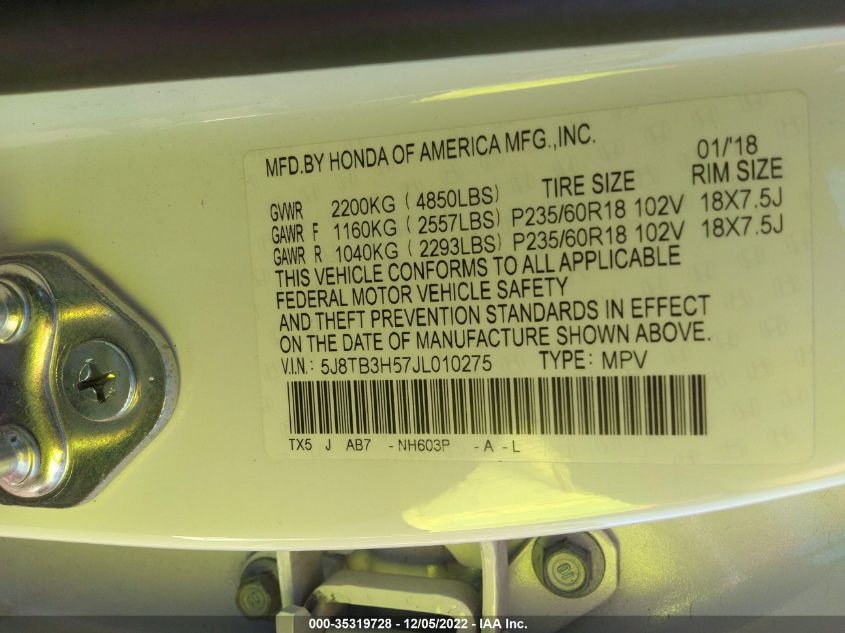 MFD.BY HONDA OF AMERICA MFG.,INC. 01/'18
TIRE SIZE RIM SIZE
GVWR 2200KG ( 4850LBS)
GAWR F 1160KG ( 2557LBS) P235/60R18 102V 18X7.5J
GAWR R 1040KG ( 2293LBS) P235/60R18 102V 18X7.5J
THIS VEHICLE CONFORMS TO ALL APPLICABLE
FEDERAL MOTOR VEHICLE SAFETY
AND THEFT PREVENTION STANDARDS IN EFFECT
ON THE DATE OF MANUFACTURE SHOWN ABOVE.
V.I.N.: 5J8TB3H57JL010275 TYPE: MPV
TX5 J AB7 -NH603P -A -L
000-35319728 - 12/05/2022 - IAA Inc.